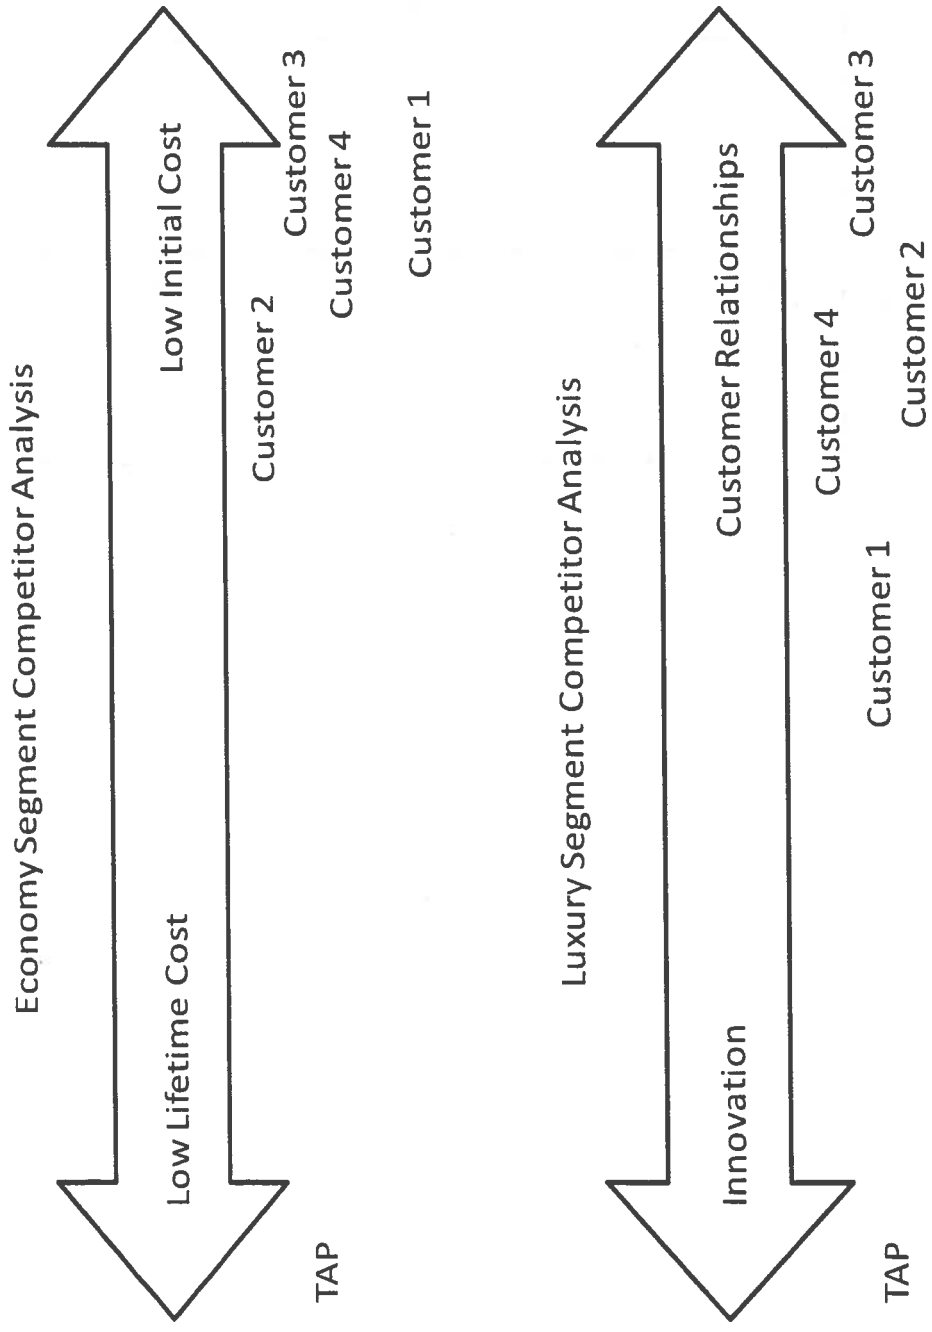 Economy Segment Competitor Analysis
Low Lifetime Cost
Low Initial Cost
TAP
Customer 2
Customer 3
Customer 4
Customer 1
Luxury Segment Competitor Analysis
Innovation
Customer Relationships
TAP
Customer 4
Customer 3
Customer 1
Customer 2